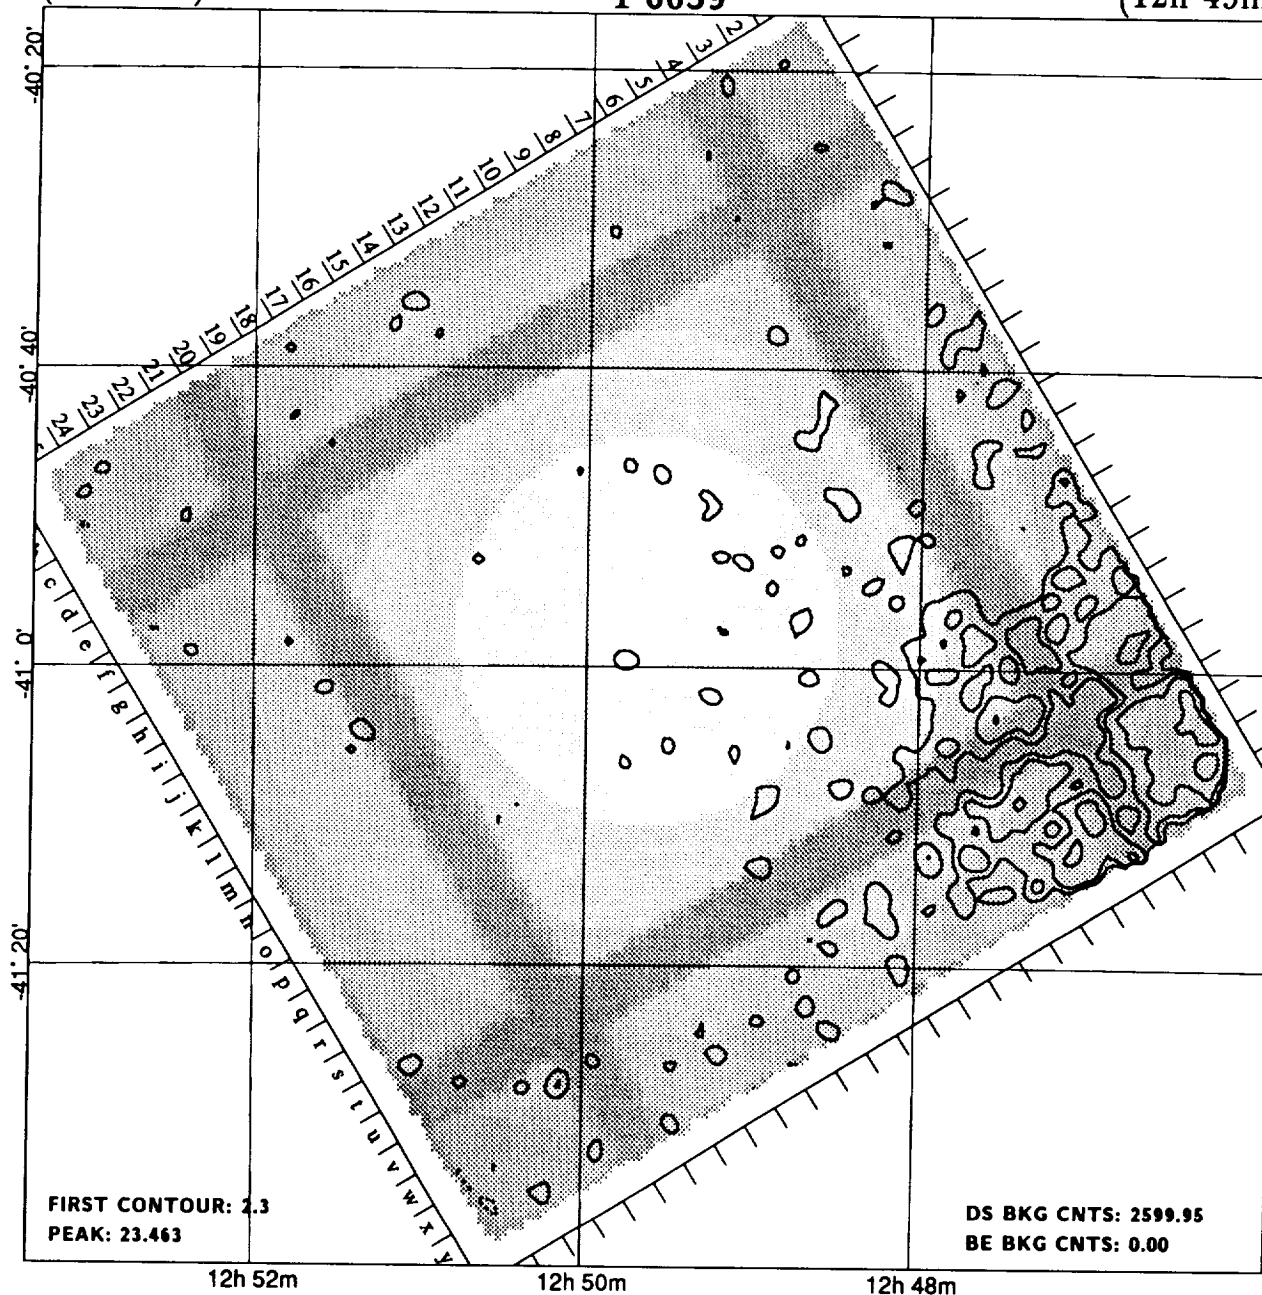 -40° 20'
-40° 40'
-41° 0'
-41° 20'
2 3 4 5 6 7 8 9 10 11 12 13 14 15 16 17 18 19 20 21 22 23 24
c d e f g h i j k l m n o p q r s t u v w x y
FIRST CONTOUR: 2.3
PEAK: 23.463
DS BKG CNTS: 2599.95
BE BKG CNTS: 0.00
12h 52m
12h 50m
12h 48m